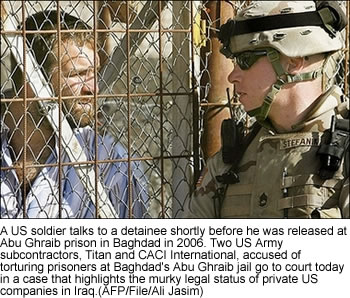 STEFANI
A US soldier talks to a detainee shortly before he was released at
Abu Ghraib prison in Baghdad in 2006. Two US Army
subcontractors, Titan and CACI International, accused of
torturing prisoners at Baghdad's Abu Ghraib jail go to court today
in a case that highlights the murky legal status of private US
companies in Iraq.(AFP/File/Ali Jasim)